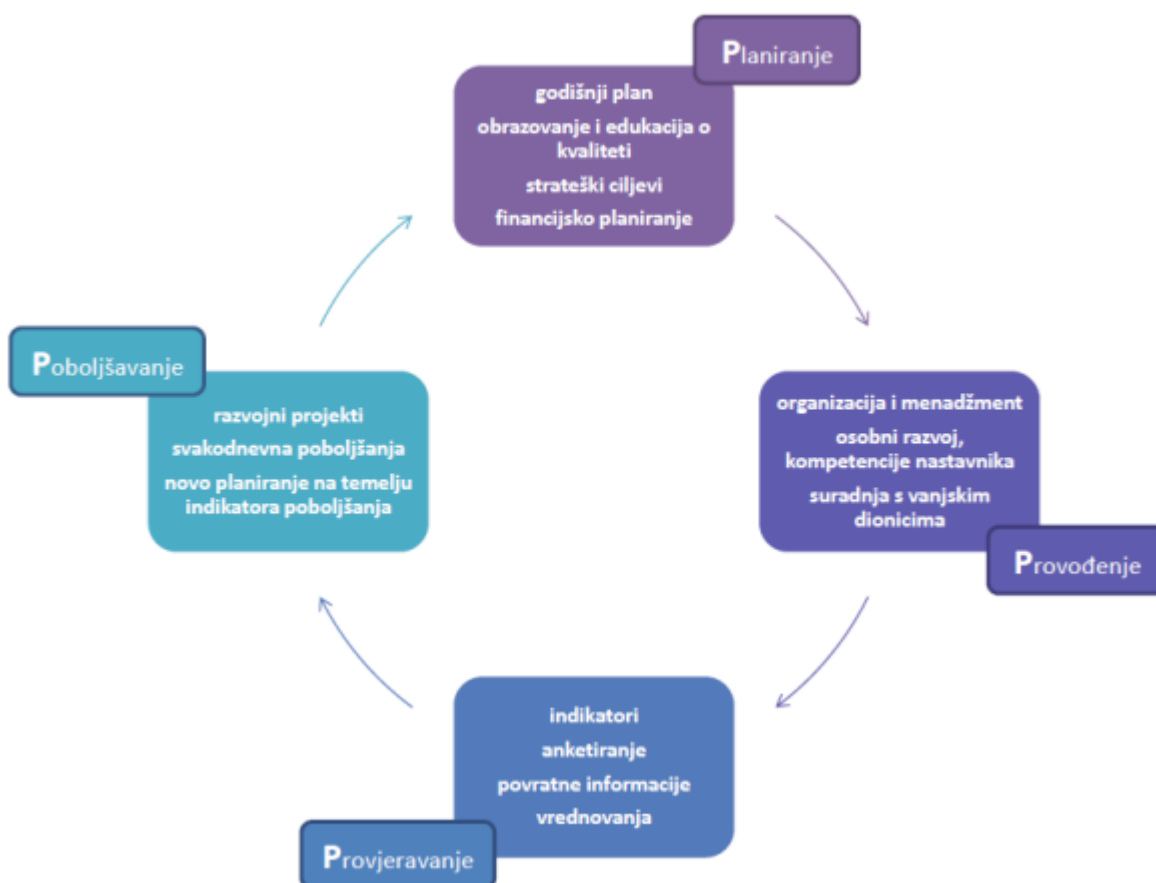 Planiranje
godišnji plan
obrazovanje i edukacija o
kvaliteti
strateški ciljevi
financijsko planiranje
Poboljšavanje
razvojni projekti
svakodnevna poboljšanja
novo planiranje na temelju
indikatora poboljšanja
organizacija i menadžment
osobni razvoj,
kompetencije nastavnika
suradnja s vanjskim
dionicima
Provođenje
indikatori
anketiranje
povratne informacije
vrednovanja
Provjeravanje